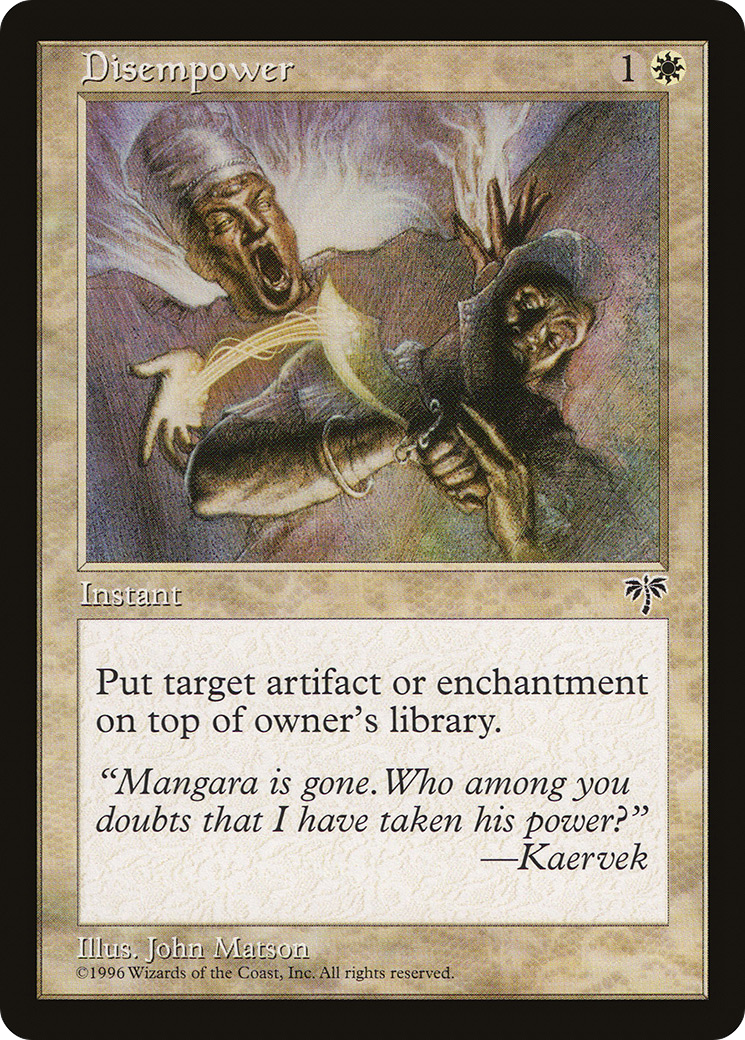 Disempower 1
Instant
Put target artifact or enchantment
on top of owner's library.
“Mangara is gone. Who among you
doubts that I have taken his power?”
—Kaervek
Illus. John Matson
©1996 Wizards of the Coast, Inc. All rights reserved.